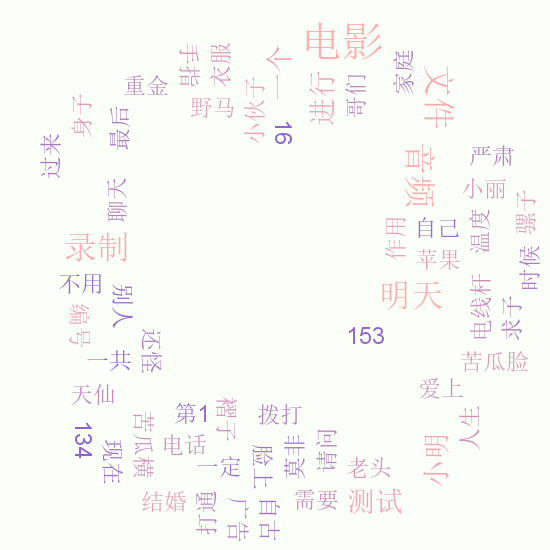 电影
家庭
手指
衣服
一个
重金
野马
小伙子
进行
哥们
文件
身子
最后
16
过来
音频
严肃
聊天
小丽
骡子
录制
作用
自己
温度
苹果
时候
不用
别人
明天
电线杆
求子
编号
一共
还怪
153
苦瓜脸
天仙
爱上
第1
褶子
拨打
人生
134
现在
苦瓜横
电话
一定
脸上
莫非
请问
老头
小明
结婚
打通
广告
自古
需要
测试